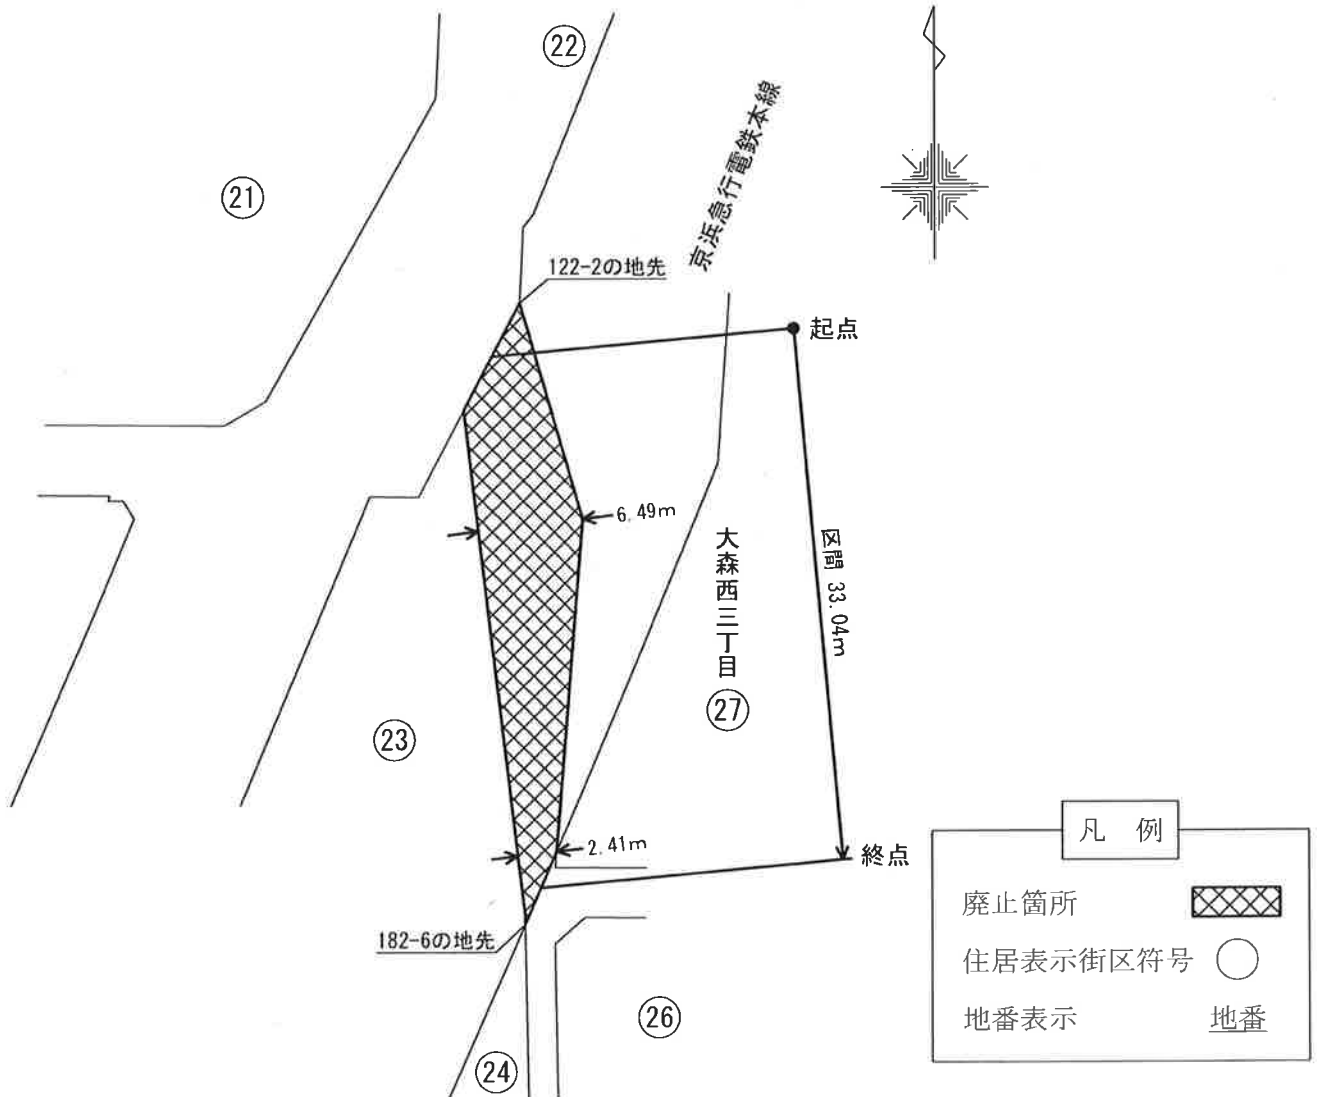 22
21
京浜急行電鉄本線
122-2の地先
起点
6.49m
大森西三丁目
区間 33.04m
27
23
2.41m
終点
182-6の地先
26
24
凡 例
廃止箇所
住居表示街区符号
地番表示 地番